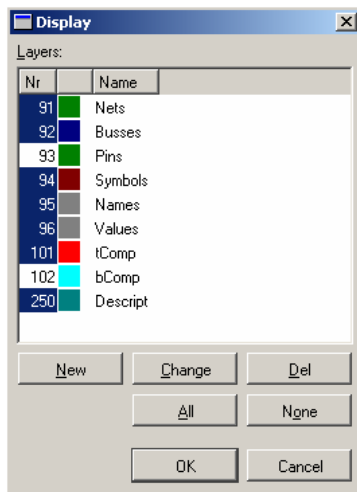 Display
Layers:
Nr Name
91 Nets
92 Busses
93 Pins
94 Symbols
95 Names
96 Values
101 tComp
102 bComp
250 Descript
New Change Del
All None
OK Cancel